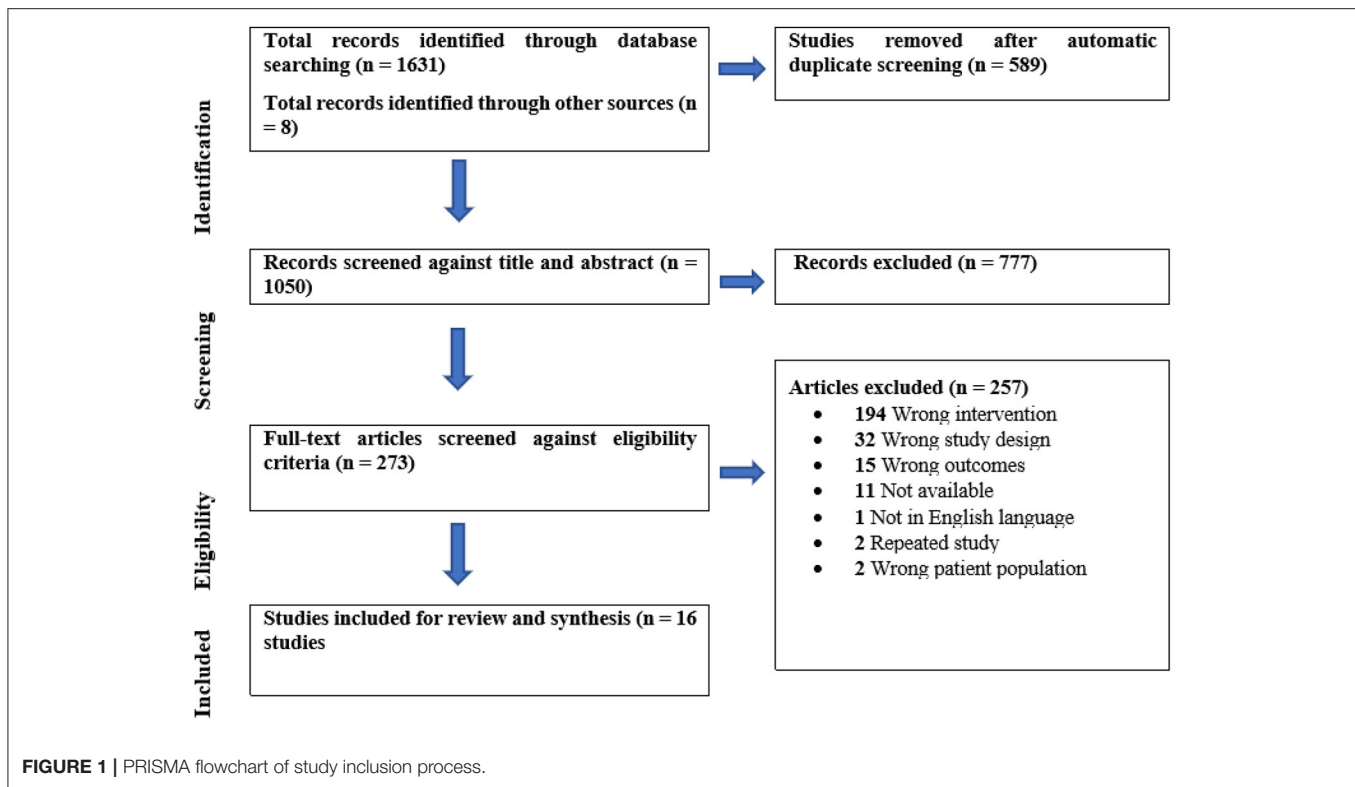 Total records identified through database
searching (n = 1631)
Total records identified through other sources (n
= 8)
Studies removed after automatic
duplicate screening (n = 589)
Identification
Records screened against title and abstract (n =
1050)
Records excluded (n = 777)
Screening
Full-text articles screened against eligibility
criteria (n = 273)
Articles excluded (n = 257)
• 194 Wrong intervention
• 32 Wrong study design
• 15 Wrong outcomes
• 11 Not available
• 1 Not in English language
• 2 Repeated study
• 2 Wrong patient population
Eligibility
Studies included for review and synthesis (n = 16
studies
Included
FIGURE 1 | PRISMA flowchart of study inclusion process.